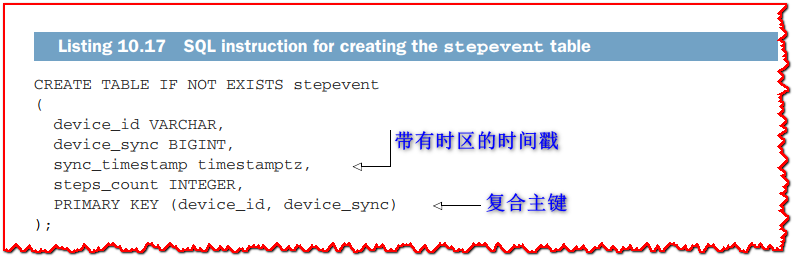 Listing 10.17 SQL instruction for creating the stepevent table
CREATE TABLE IF NOT EXISTS stepevent
(
device_id VARCHAR,
device_sync BIGINT,
带有时区的时间戳
sync_timestamp timestamptz,
steps_count INTEGER,
PRIMARY KEY (device_id, device_sync)
复合主键
);